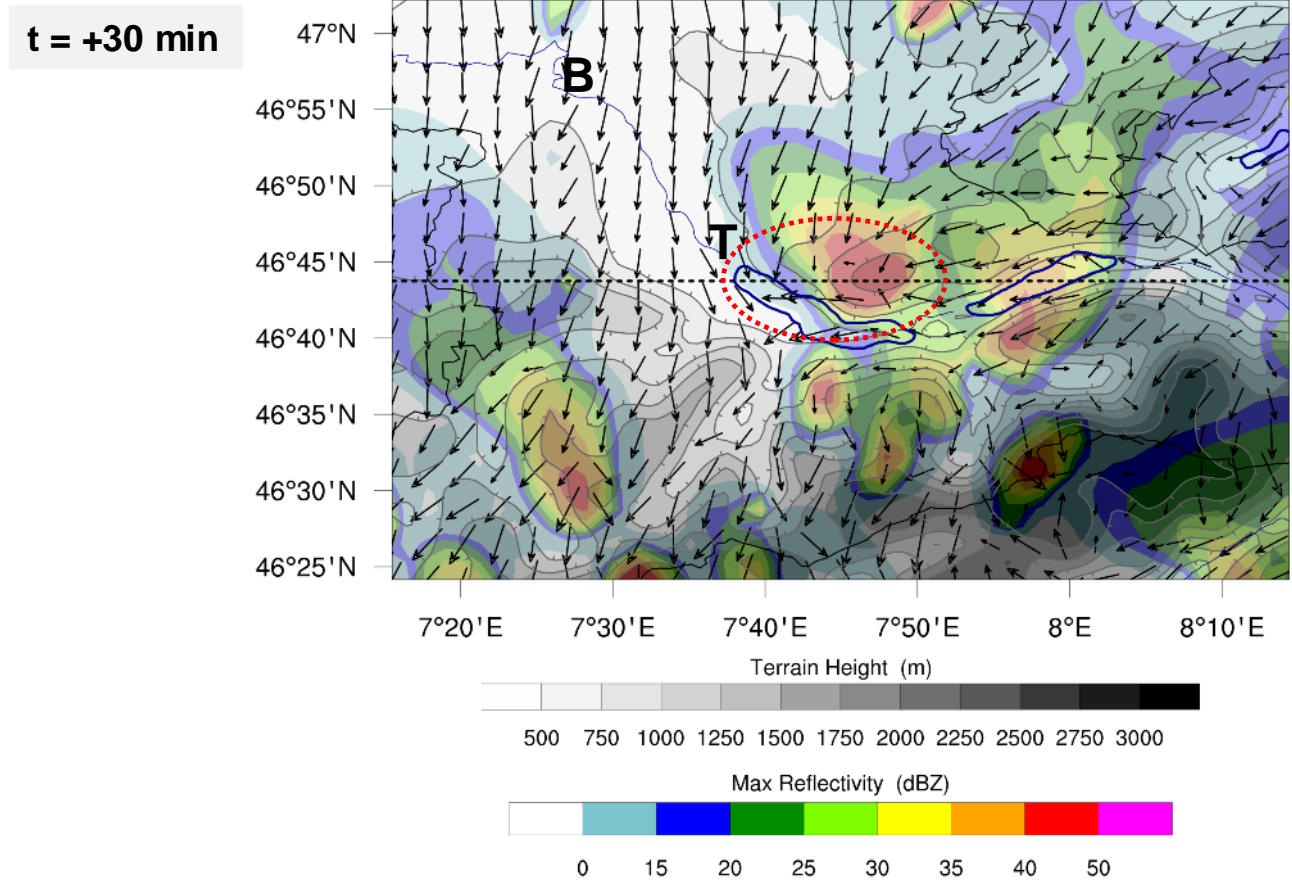 t = +30 min
47°N
B
46°55'N
46°50'N
T
46°45'N
46°40'N
46°35'N
46°30'N
46°25'N
7°20'E 7°30'E 7°40'E 7°50'E 8°E 8°10'E
Terrain Height (m)
500 750 1000 1250 1500 1750 2000 2250 2500 2750 3000
Max Reflectivity (dBZ)
0 15 20 25 30 35 40 50